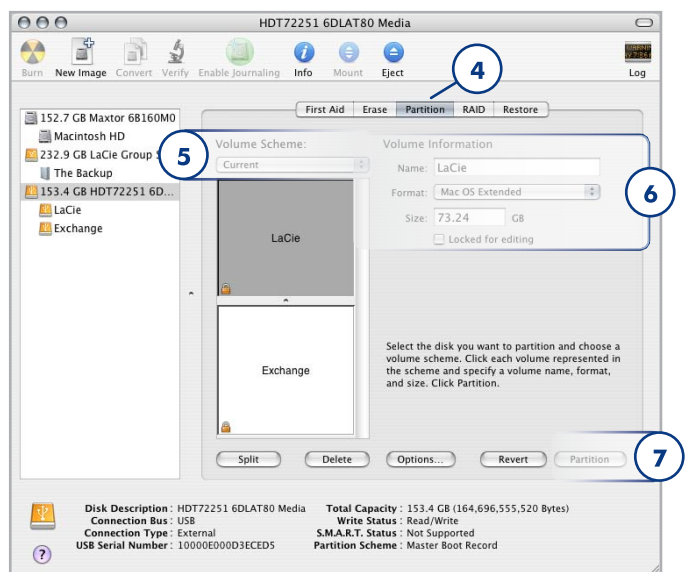 HDT72251 6DLAT80 Media
Burn New Image Convert Verify Enable Journaling Info Mount Eject Log
4
First Aid Erase Partition RAID Restore
152.7 GB Maxtor 6B160M0
Macintosh HD
232.9 GB LaCie Group
The Backup
153.4 GB HDT72251 6D...
LaCie
Exchange
5
Volume Scheme:
Current
LaCie
Exchange
Volume Information
Name: LaCie
Format: Mac OS Extended
Size: 73.24 GB
Locked for editing
6
Select the disk you want to partition and choose a
volume scheme. Click each volume represented in
the scheme and specify a volume name, format,
and size. Click Partition.
Split Delete Options... Revert Partition
7
Disk Description : HDT72251 6DLAT80 Media
Connection Bus : USB
Connection Type : External
USB Serial Number : 10000E000D3ECED5
Total Capacity : 153.4 GB (164,696,555,520 Bytes)
Write Status : Read/Write
S.M.A.R.T. Status : Not Supported
Partition Scheme : Master Boot Record
?